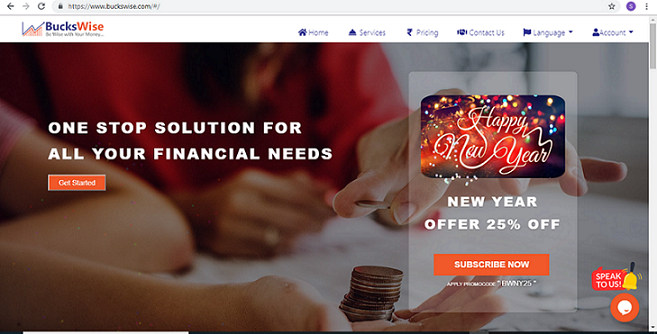 https://www.buckswise.com/#/
S
BucksWise
Be Wise with Your Money...
Home
Services
Pricing
Contact Us
Language
Account
ONE STOP SOLUTION FOR
ALL YOUR FINANCIAL NEEDS
Get Started
Happy
New Year
NEW YEAR
OFFER 25% OFF
SUBSCRIBE NOW
APPLY PROMOCODE " BWNY25 "
SPEAK
TO US!